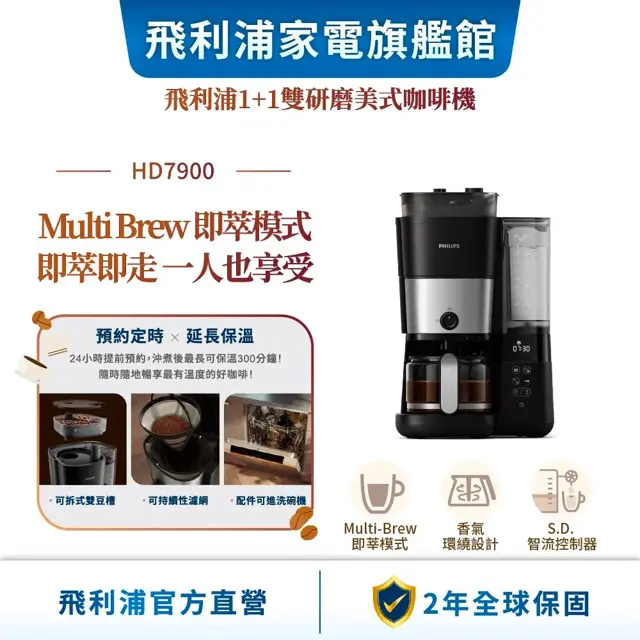 飛利浦家電旗艦館
飛利浦1+1雙研磨美式咖啡機
HD7900
Multi Brew 即萃模式
即萃即走 一人也享受
預約定時 × 延長保溫
24小時提前預約,沖煮後最長可保溫300分鐘!
隨時隨地暢享最有溫度的好咖啡!
・可拆式雙豆槽
・可持續性濾網
・配件可進洗碗機
PHILIPS
07:30
Multi-Brew
即莘模式
香氣
環繞設計
S.D.
智流控制器
飛利浦官方直營
2年全球保固